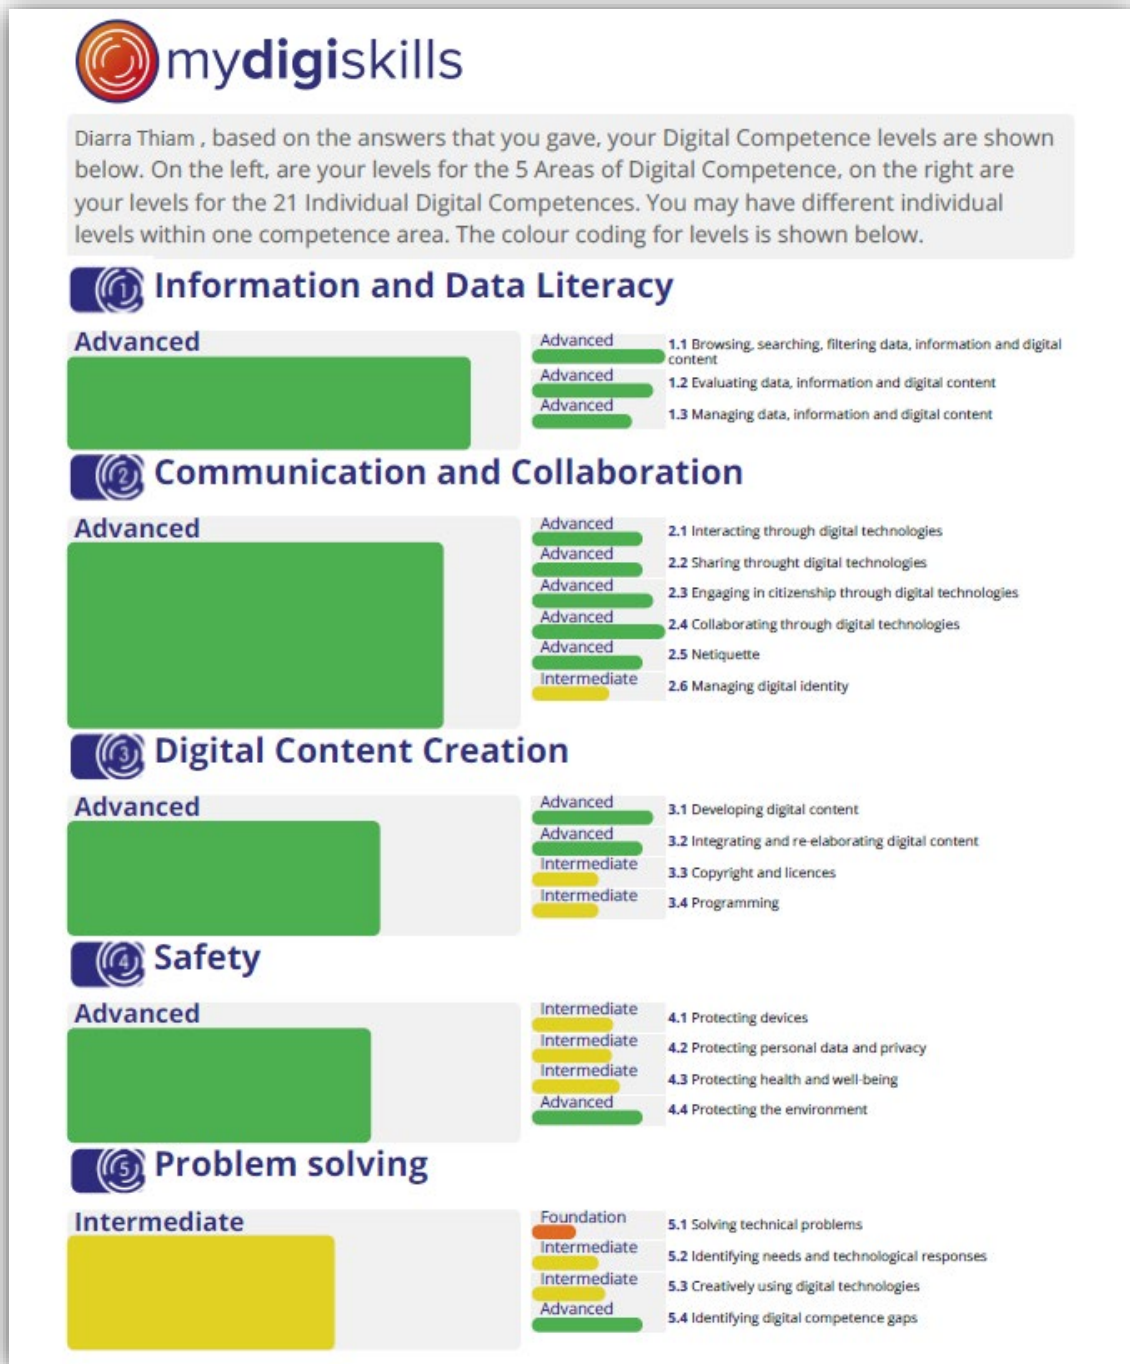 mydigiskills
Diarra Thiam , based on the answers that you gave, your Digital Competence levels are shown
below. On the left, are your levels for the 5 Areas of Digital Competence, on the right are
your levels for the 21 Individual Digital Competences. You may have different individual
levels within one competence area. The colour coding for levels is shown below.
1 Information and Data Literacy
Advanced
Advanced
1.1 Browsing, searching, filtering data, information and digital
content
Advanced
1.2 Evaluating data, information and digital content
Advanced
1.3 Managing data, information and digital content
2 Communication and Collaboration
Advanced
Advanced
2.1 Interacting through digital technologies
Advanced
2.2 Sharing throught digital technologies
Advanced
2.3 Engaging in citizenship through digital technologies
Advanced
2.4 Collaborating through digital technologies
Advanced
2.5 Netiquette
Intermediate
2.6 Managing digital identity
3 Digital Content Creation
Advanced
Advanced
3.1 Developing digital content
Advanced
3.2 Integrating and re-elaborating digital content
Intermediate
3.3 Copyright and licences
Intermediate
3.4 Programming
4 Safety
Advanced
Intermediate
4.1 Protecting devices
Intermediate
4.2 Protecting personal data and privacy
Intermediate
4.3 Protecting health and well-being
Advanced
4.4 Protecting the environment
5 Problem solving
Intermediate
Foundation
5.1 Solving technical problems
Intermediate
5.2 Identifying needs and technological responses
Intermediate
5.3 Creatively using digital technologies
Advanced
5.4 Identifying digital competence gaps